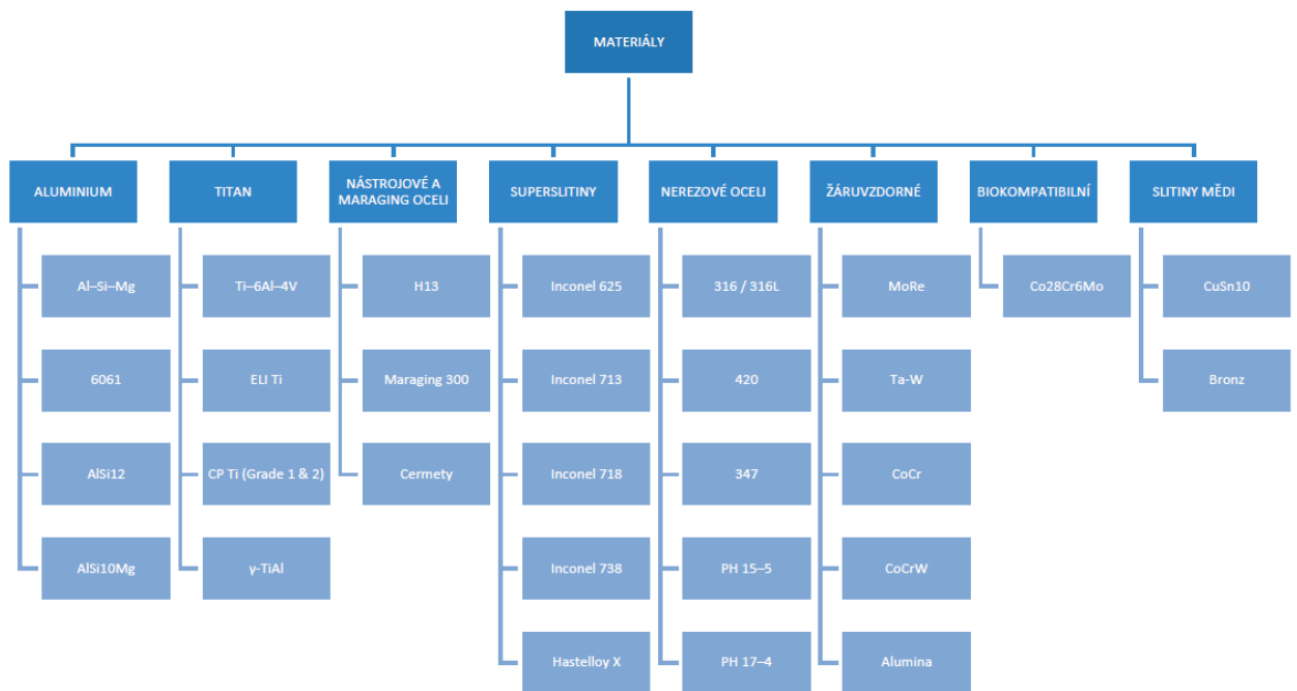 MATERIÁLY
ALUMINIUM
TITAN
NÁSTROJOVÉ A
MARAGING OCELI
SUPERSLITINY
NEREZOVÉ OCELI
ŽÁRUVZDORNÉ
BIOKOMPATIBILNÍ
SLITINY MĚDI
Al–Si–Mg
Ti–6Al–4V
H13
Inconel 625
316 / 316L
MoRe
Co28Cr6Mo
CuSn10
6061
ELI Ti
Maraging 300
Inconel 713
420
Ta-W
Bronz
AlSi12
CP Ti (Grade 1 & 2)
Cermety
Inconel 718
347
CoCr
AlSi10Mg
γ-TiAl
Inconel 738
PH 15–5
CoCrW
Hastelloy X
PH 17–4
Alumina